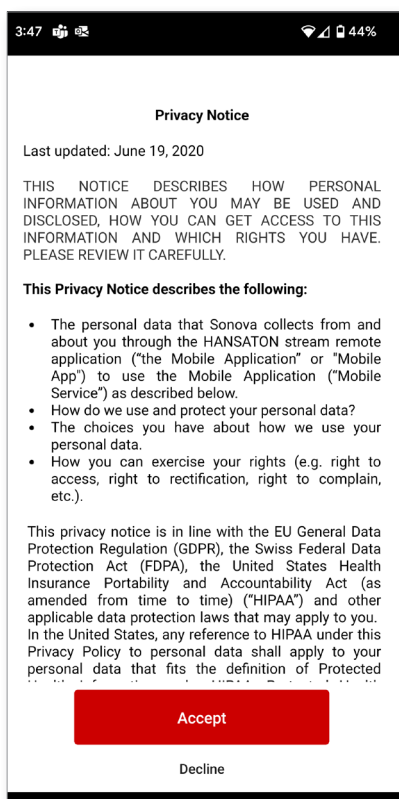 3:47 44%
Privacy Notice
Last updated: June 19, 2020
THIS NOTICE DESCRIBES HOW PERSONAL
INFORMATION ABOUT YOU MAY BE USED AND
DISCLOSED, HOW YOU CAN GET ACCESS TO THIS
INFORMATION AND WHICH RIGHTS YOU HAVE.
PLEASE REVIEW IT CAREFULLY.
This Privacy Notice describes the following:
• The personal data that Sonova collects from and
about you through the HANSATON stream remote
application (“the Mobile Application” or "Mobile
App") to use the Mobile Application (“Mobile
Service”) as described below.
• How do we use and protect your personal data?
• The choices you have about how we use your
personal data.
• How you can exercise your rights (e.g. right to
access, right to rectification, right to complain,
etc.).
This privacy notice is in line with the EU General Data
Protection Regulation (GDPR), the Swiss Federal Data
Protection Act (FDPA), the United States Health
Insurance Portability and Accountability Act (as
amended from time to time) (“HIPAA”) and other
applicable data protection laws that may apply to you.
In the United States, any reference to HIPAA under this
Privacy Policy to personal data shall apply to your
personal data that fits the definition of Protected
Accept
Decline